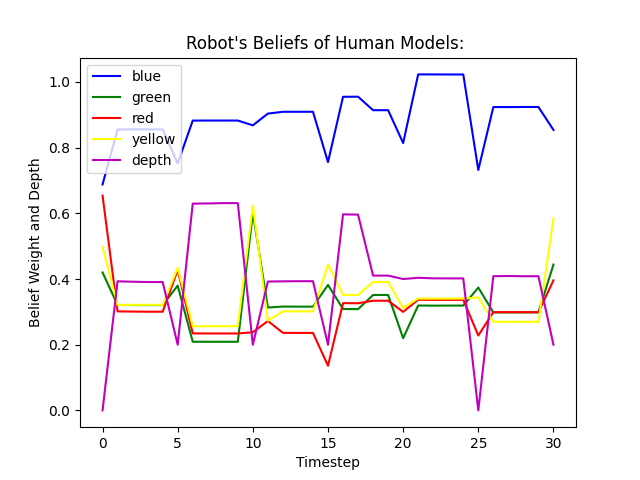 Robot's Beliefs of Human Models:
blue
green
red
yellow
depth
Belief Weight and Depth
1.0
0.8
0.6
0.4
0.2
0.0
0 5 10 15 20 25 30
Timestep